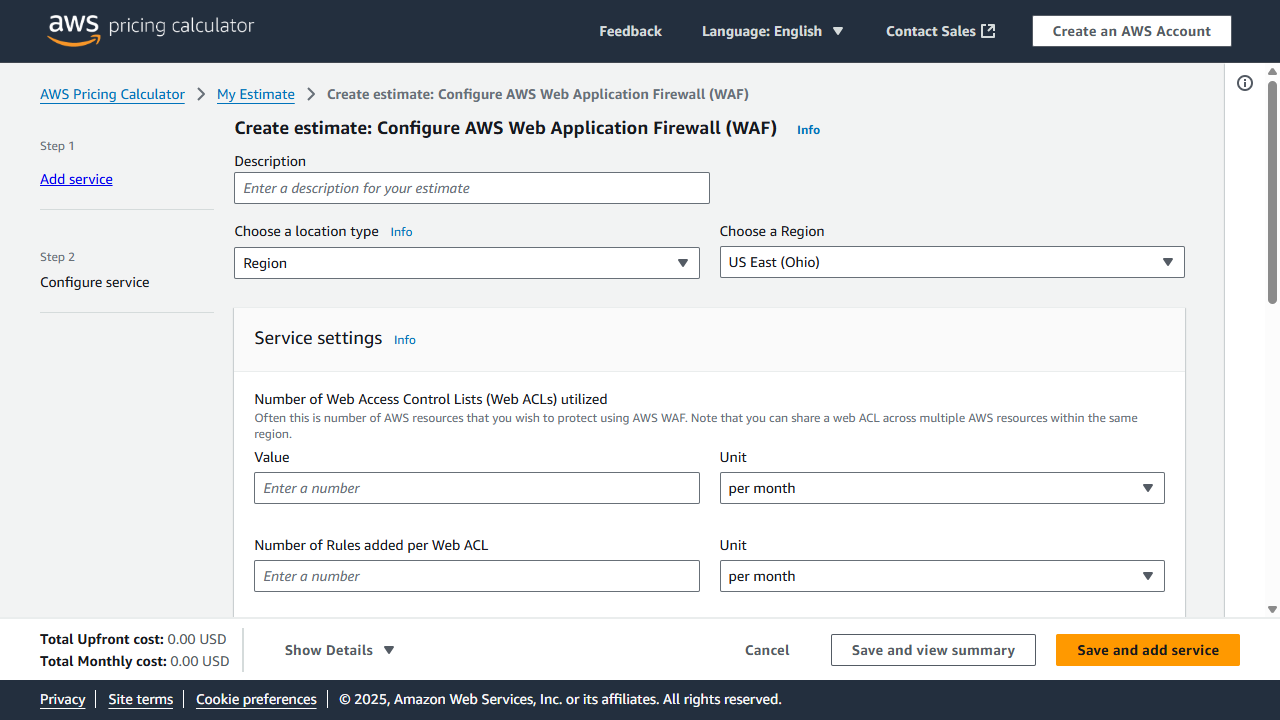 aws pricing calculator
Feedback
Language: English
Contact Sales
Create an AWS Account
AWS Pricing Calculator
My Estimate
Create estimate: Configure AWS Web Application Firewall (WAF)
Step 1
Add service
Step 2
Configure service
Create estimate: Configure AWS Web Application Firewall (WAF) Info
Description
Enter a description for your estimate
Choose a location type Info
Region
Choose a Region
US East (Ohio)
Service settings Info
Number of Web Access Control Lists (Web ACLs) utilized
Often this is number of AWS resources that you wish to protect using AWS WAF. Note that you can share a web ACL across multiple AWS resources within the same
region.
Value
Enter a number
Unit
per month
Number of Rules added per Web ACL
Enter a number
Unit
per month
Total Upfront cost: 0.00 USD
Total Monthly cost: 0.00 USD
Show Details
Cancel
Save and view summary
Save and add service
Privacy
Site terms
Cookie preferences
© 2025, Amazon Web Services, Inc. or its affiliates. All rights reserved.